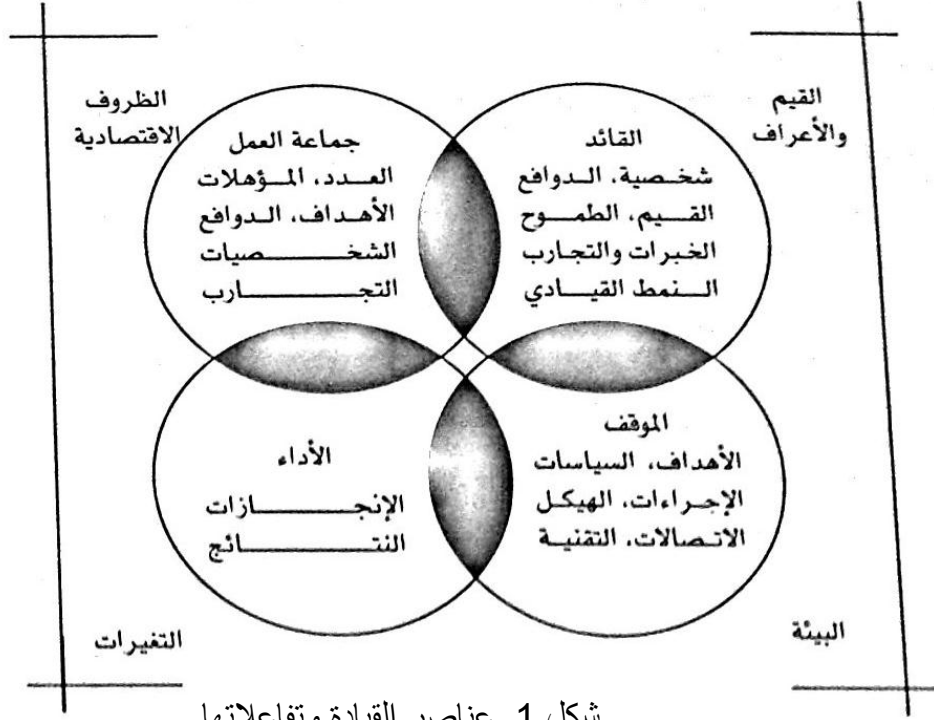 القيم
والأعراف
الظروف
الاقتصادية
القائد
شخصية، الدوافع
القيم، الطموح
الخبرات والتجارب
النمط القيادي
جماعة العمل
العدد، المؤهلات
الأهداف، الدوافع
الشخصيات
التجارب
الموقف
الأهداف، السياسات
الإجراءات، الهيكل
الاتصالات، التقنية
الأداء
الإنجازات
النتائج
البيئة
التغيرات
شكل 1 عناصر القيادة وتفاعلاتها